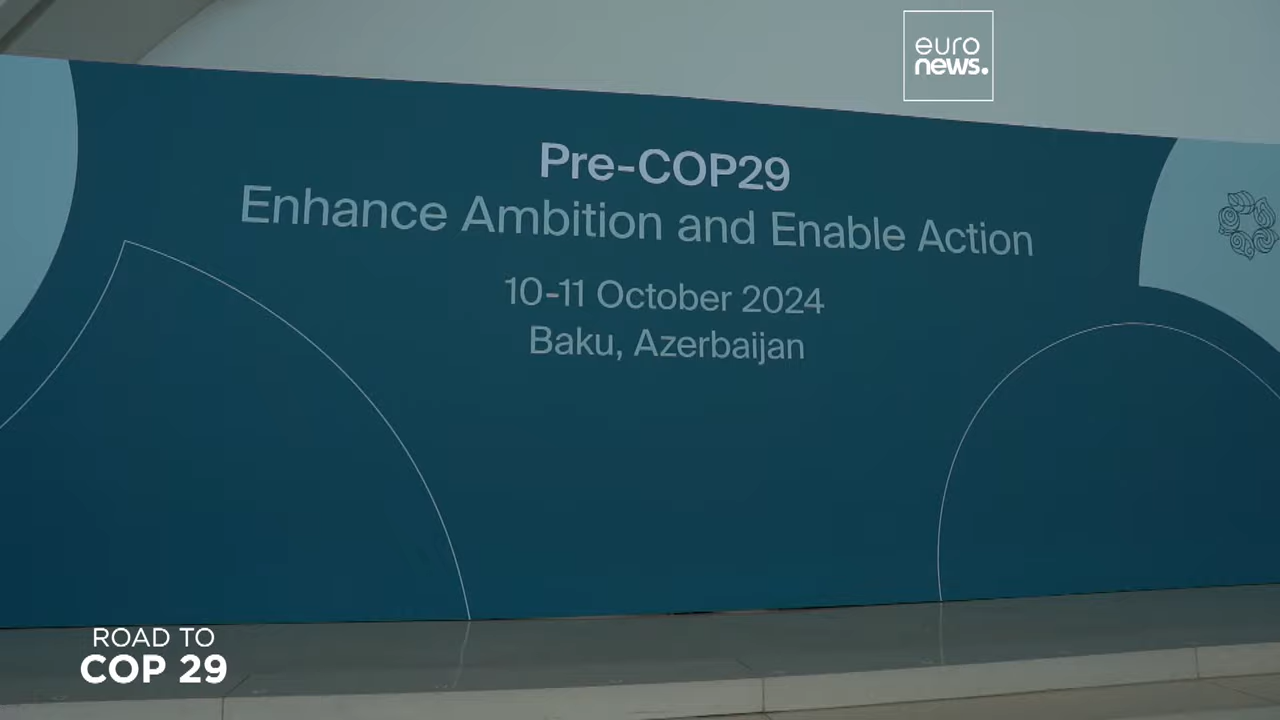 euro
news.
Pre-COP29
Enhance Ambition and Enable Action
10-11 October 2024
Baku, Azerbaijan
ROAD TO
COP 29